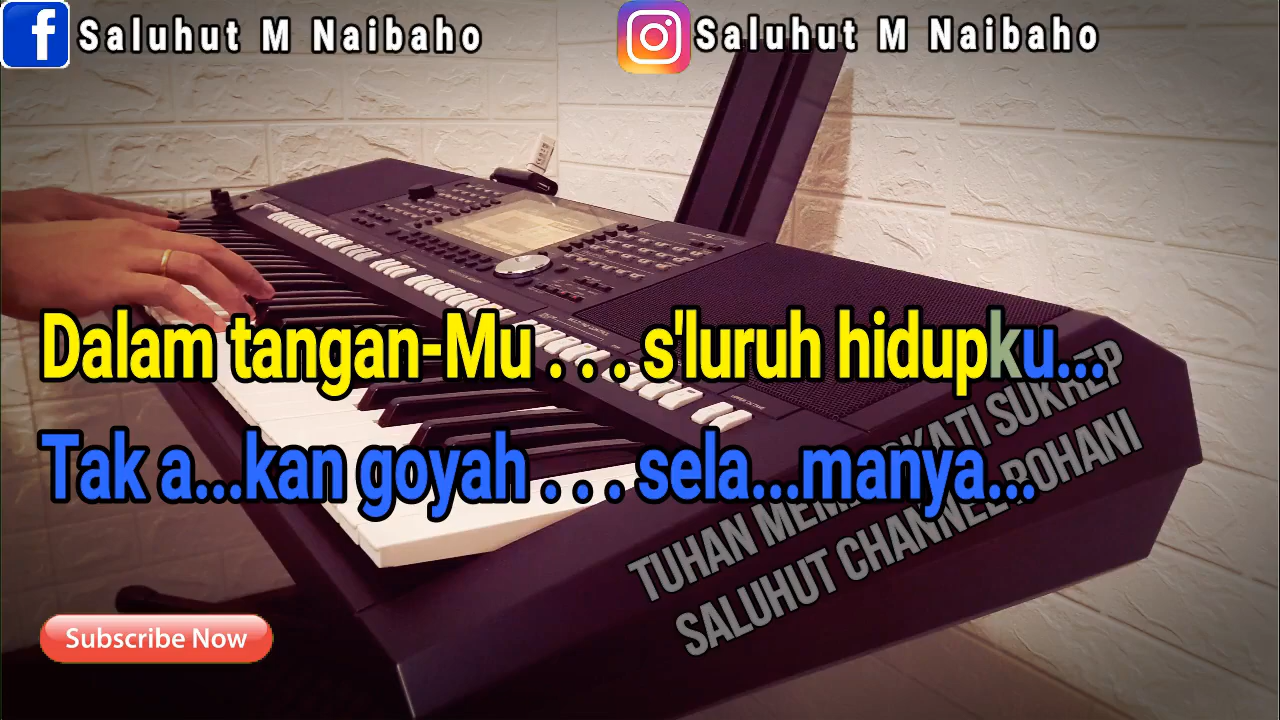 Saluhut M Naibaho
Saluhut M Naibaho
Dalam tangan-Mu . . . s'luruh hidupku...
Tak a...kan goyah . . . sela...manya...
TUHAN
SALUHUT CHANNEL ROHANI
Subscribe Now